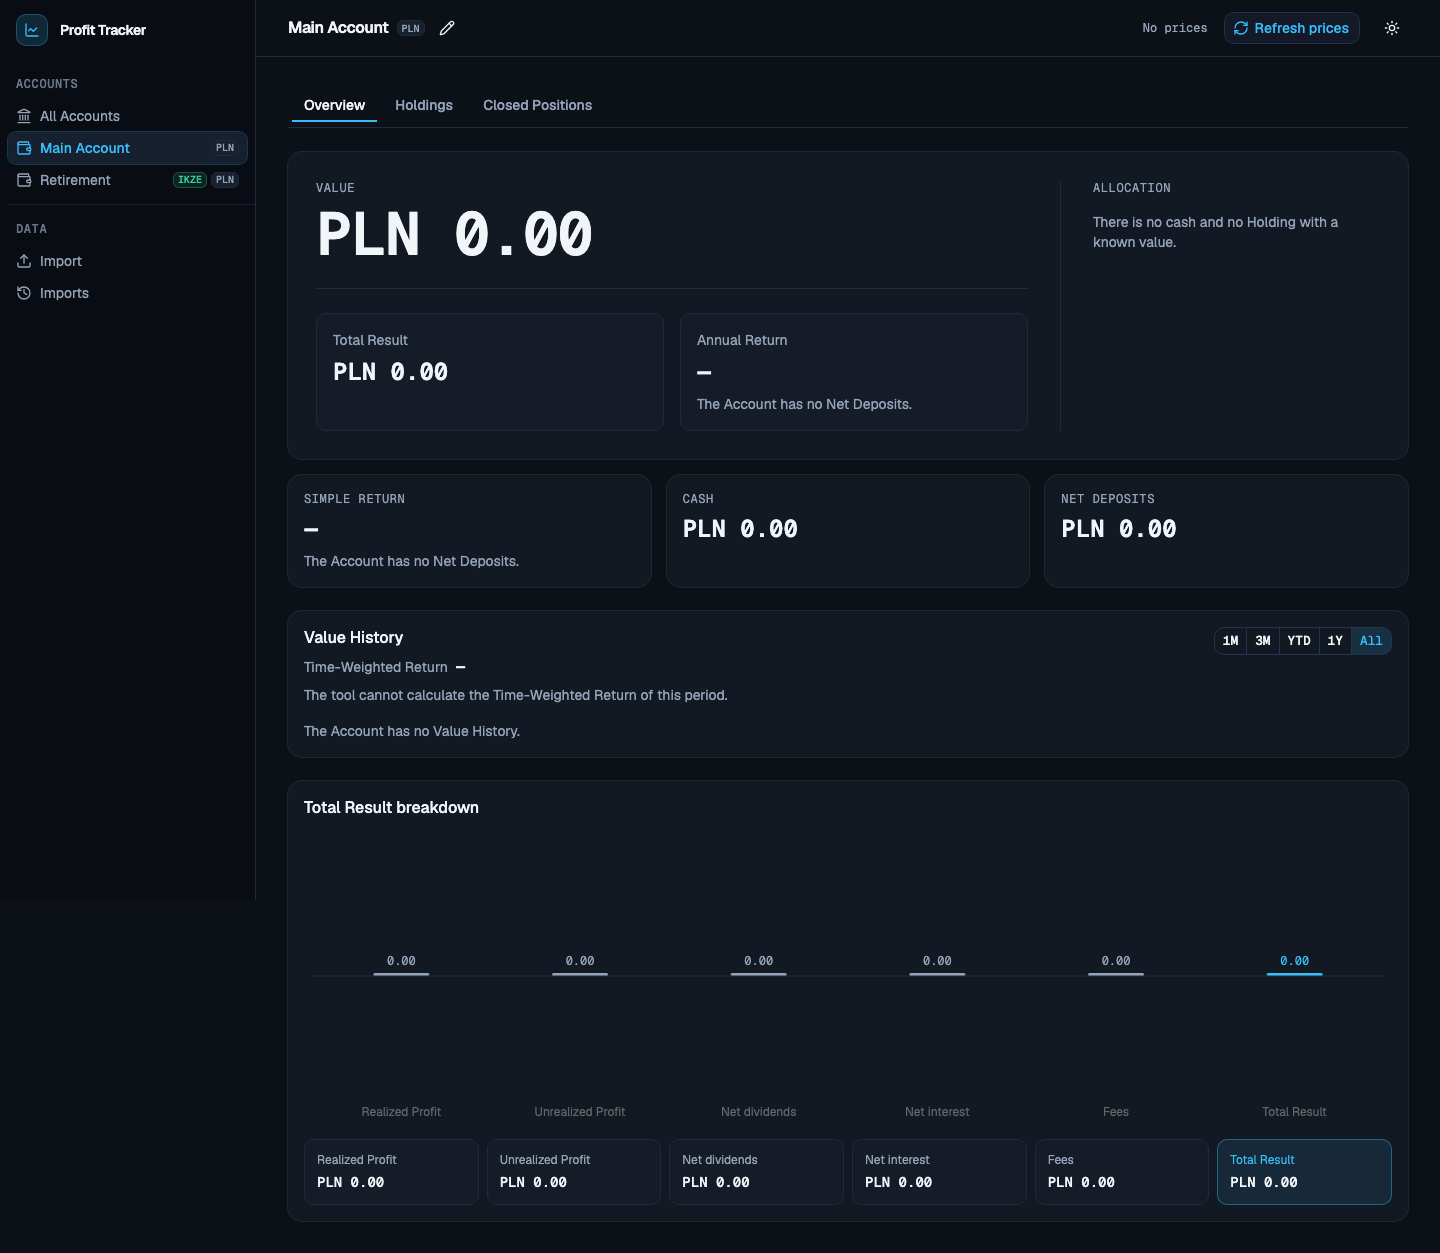 Profit Tracker
ACCOUNTS
All Accounts
Main Account PLN
Retirement IKZE PLN
DATA
Import
Imports
Main Account PLN
No prices
Refresh prices
Overview
Holdings
Closed Positions
VALUE
PLN 0.00
Total Result
PLN 0.00
Annual Return
—
The Account has no Net Deposits.
ALLOCATION
There is no cash and no Holding with a
known value.
SIMPLE RETURN
—
The Account has no Net Deposits.
CASH
PLN 0.00
NET DEPOSITS
PLN 0.00
Value History
1M 3M YTD 1Y All
Time-Weighted Return —
The tool cannot calculate the Time-Weighted Return of this period.
The Account has no Value History.
Total Result breakdown
0.00 0.00 0.00 0.00 0.00 0.00
Realized Profit Unrealized Profit Net dividends Net interest Fees Total Result
Realized Profit
PLN 0.00
Unrealized Profit
PLN 0.00
Net dividends
PLN 0.00
Net interest
PLN 0.00
Fees
PLN 0.00
Total Result
PLN 0.00